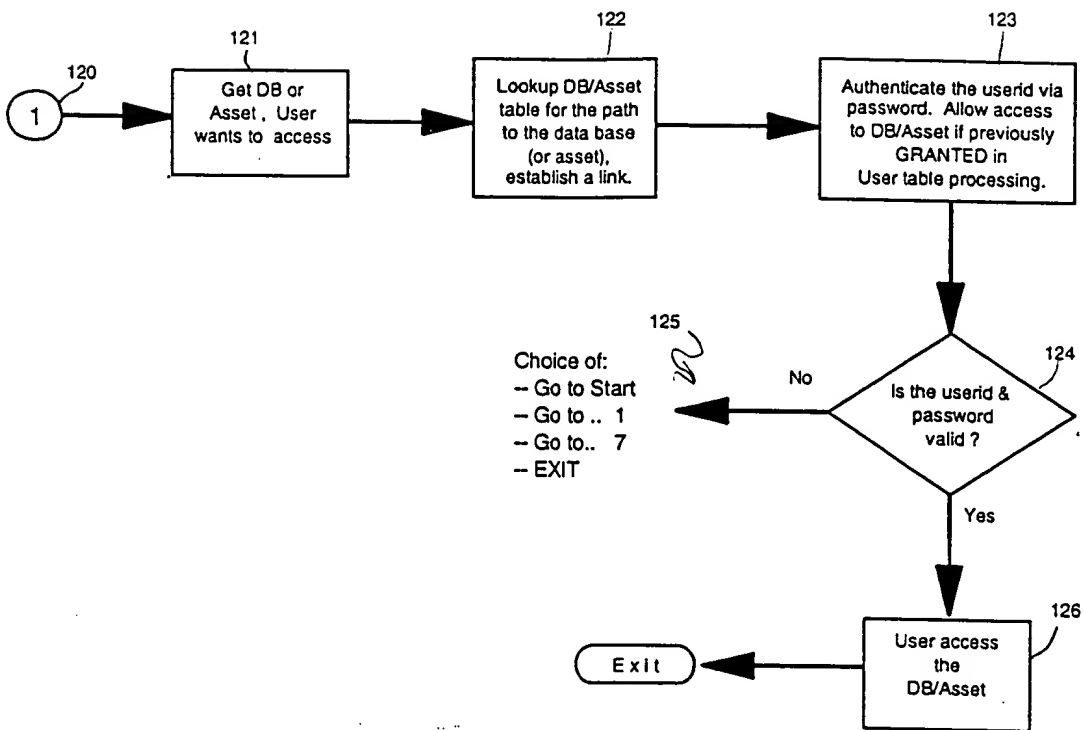 120
1
121
Get DB or
Asset , User
wants to access
122
Lookup DB/Asset
table for the path
to the data base
(or asset),
establish a link.
123
Authenticate the userid via
password. Allow access
to DB/Asset if previously
GRANTED in
User table processing.
124
Is the userid &
password
valid ?
No
125
Choice of:
-- Go to Start
-- Go to .. 1
-- Go to.. 7
-- EXIT
Yes
126
User access
the
DB/Asset
Exit